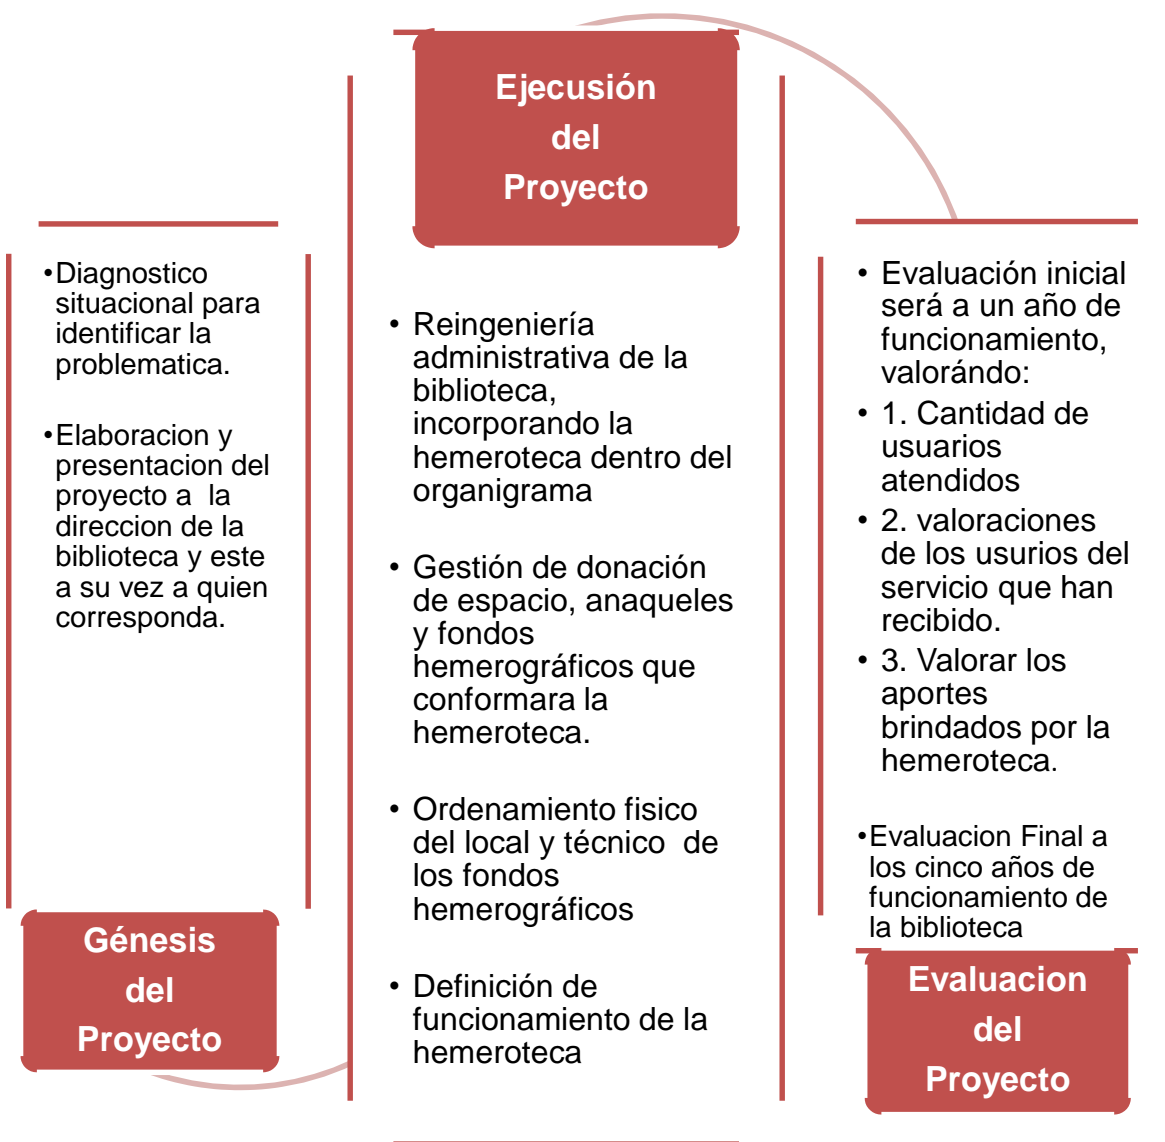 •Diagnostico
situacional para
identificar la
problematica.
•Elaboracion y
presentacion del
proyecto a la
direccion de la
biblioteca y este
a su vez a quien
corresponda.
Génesis
del
Proyecto
Ejecusión
del
Proyecto
• Reingeniería
administrativa de la
biblioteca,
incorporando la
hemeroteca dentro del
organigrama
• Gestión de donación
de espacio, anaqueles
y fondos
hemerográficos que
conformara la
hemeroteca.
• Ordenamiento fisico
del local y técnico de
los fondos
hemerográficos
• Definición de
funcionamiento de la
hemeroteca
• Evaluación inicial
será a un año de
funcionamiento,
valorándo:
• 1. Cantidad de
usuarios
atendidos
• 2. valoraciones
de los usurios del
servicio que han
recibido.
• 3. Valorar los
aportes
brindados por la
hemeroteca.
•Evaluacion Final a
los cinco años de
funcionamiento de
la biblioteca
Evaluacion
del
Proyecto